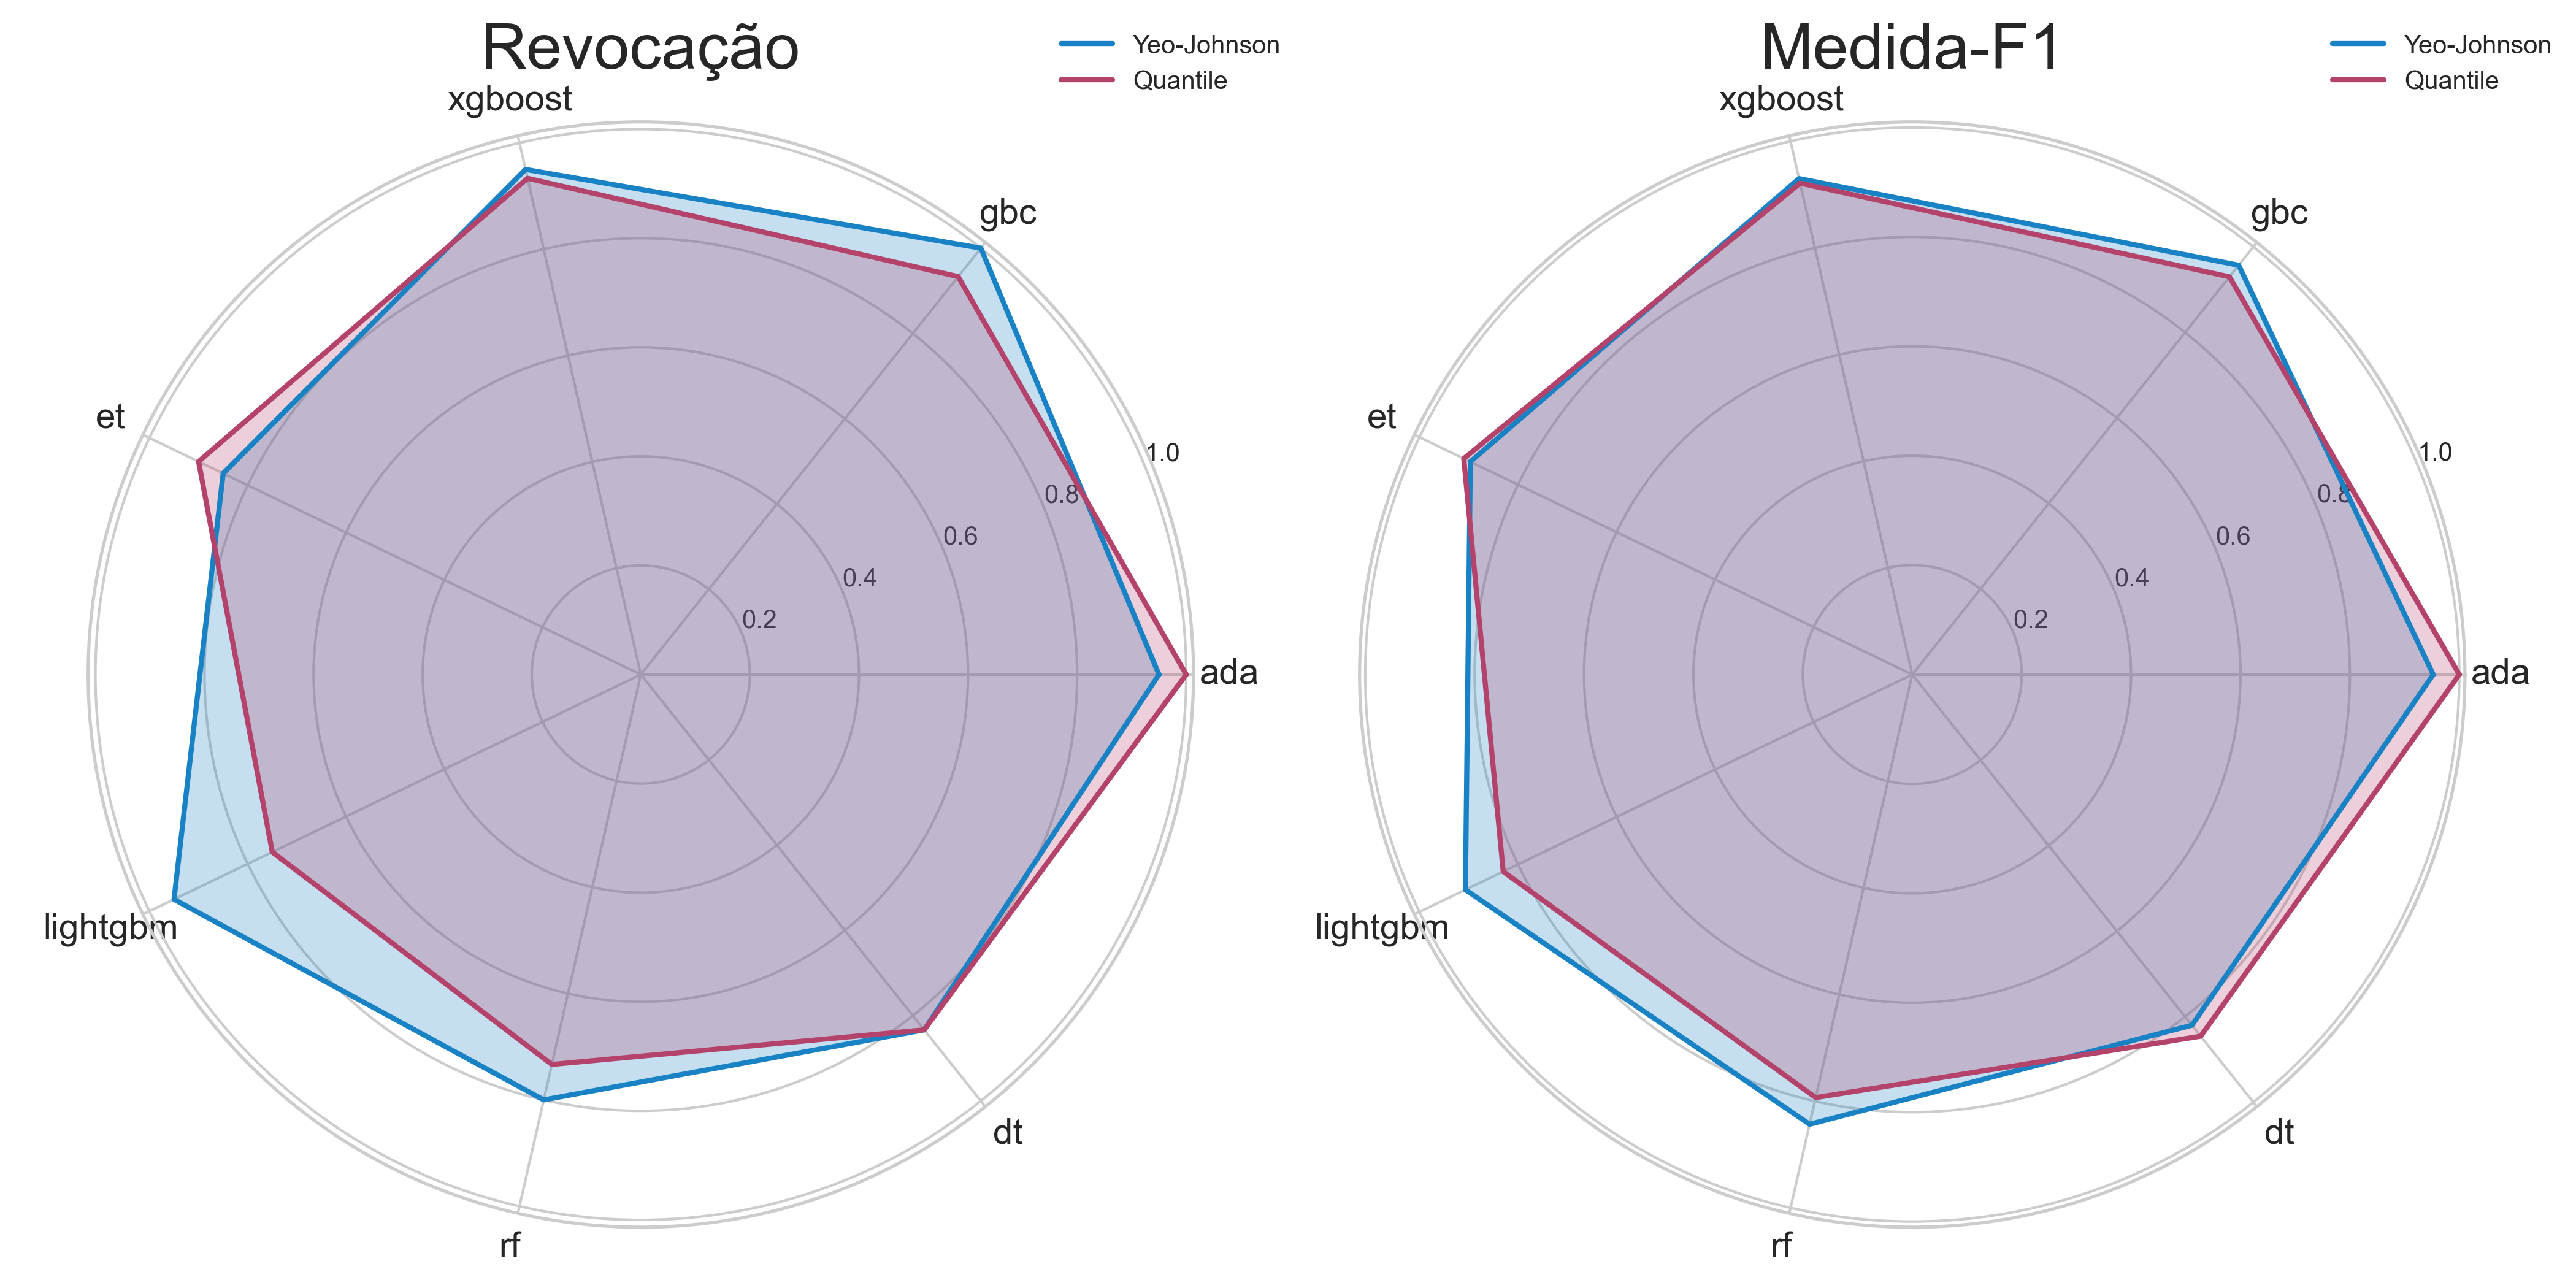 Revocação
Yeo-Johnson
Quantile
xgboost
gbc
et
1.0
0.8
0.6
0.4
0.2
ada
lightgbm
dt
rf
Medida-F1
Yeo-Johnson
Quantile
xgboost
gbc
et
1.0
0.8
0.6
0.4
0.2
ada
lightgbm
dt
rf